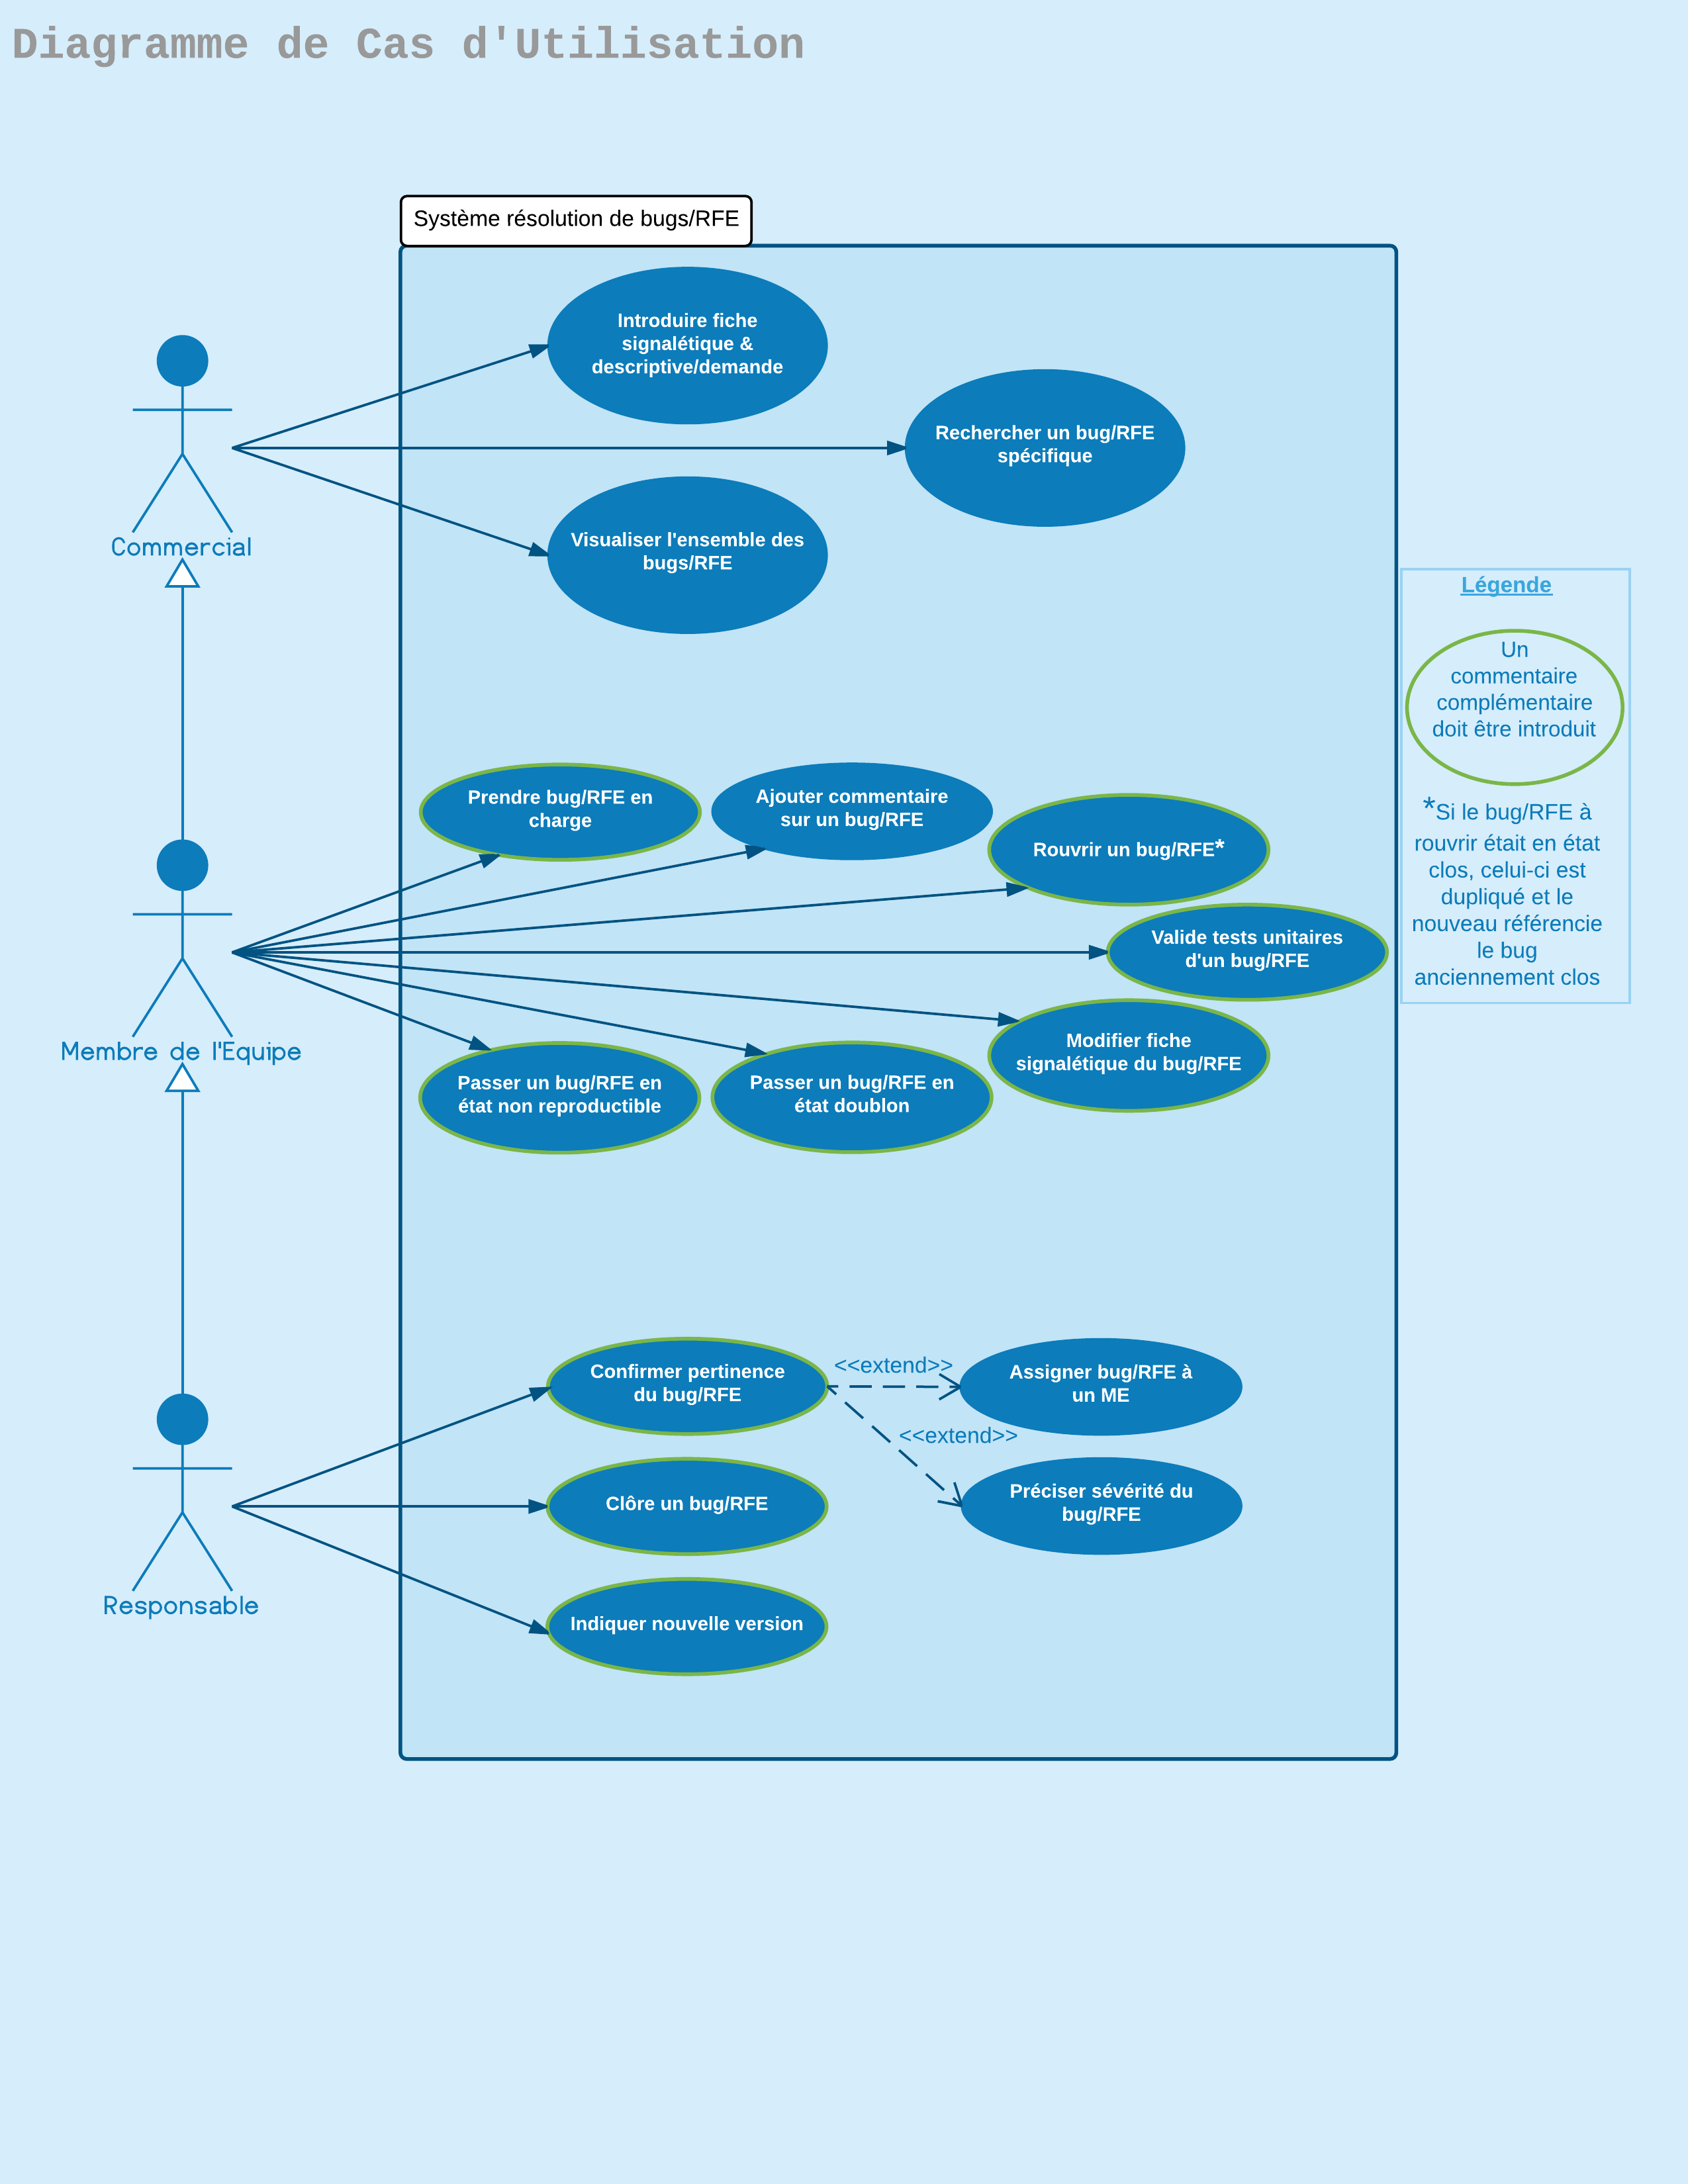 Diagramme de Cas d'Utilisation
Système résolution de bugs/RFE
Introduire fiche
signalétique &
descriptive/demande
Rechercher un bug/RFE
spécifique
Visualiser l'ensemble des
bugs/RFE
Commercial
Légende
Un
commentaire
complémentaire
doit être introduit
*Si le bug/RFE à
rouvrir était en état
clos, celui-ci est
dupliqué et le
nouveau référencie
le bug
anciennement clos
Prendre bug/RFE en
charge
Ajouter commentaire
sur un bug/RFE
Rouvrir un bug/RFE*
Valide tests unitaires
d'un bug/RFE
Modifier fiche
signalétique du bug/RFE
Membre de l'Equipe
Passer un bug/RFE en
état non reproductible
Passer un bug/RFE en
état doublon
Confirmer pertinence
du bug/RFE
<<extend>>
Assigner bug/RFE à
un ME
<<extend>>
Préciser sévérité du
bug/RFE
Clôre un bug/RFE
Responsable
Indiquer nouvelle version